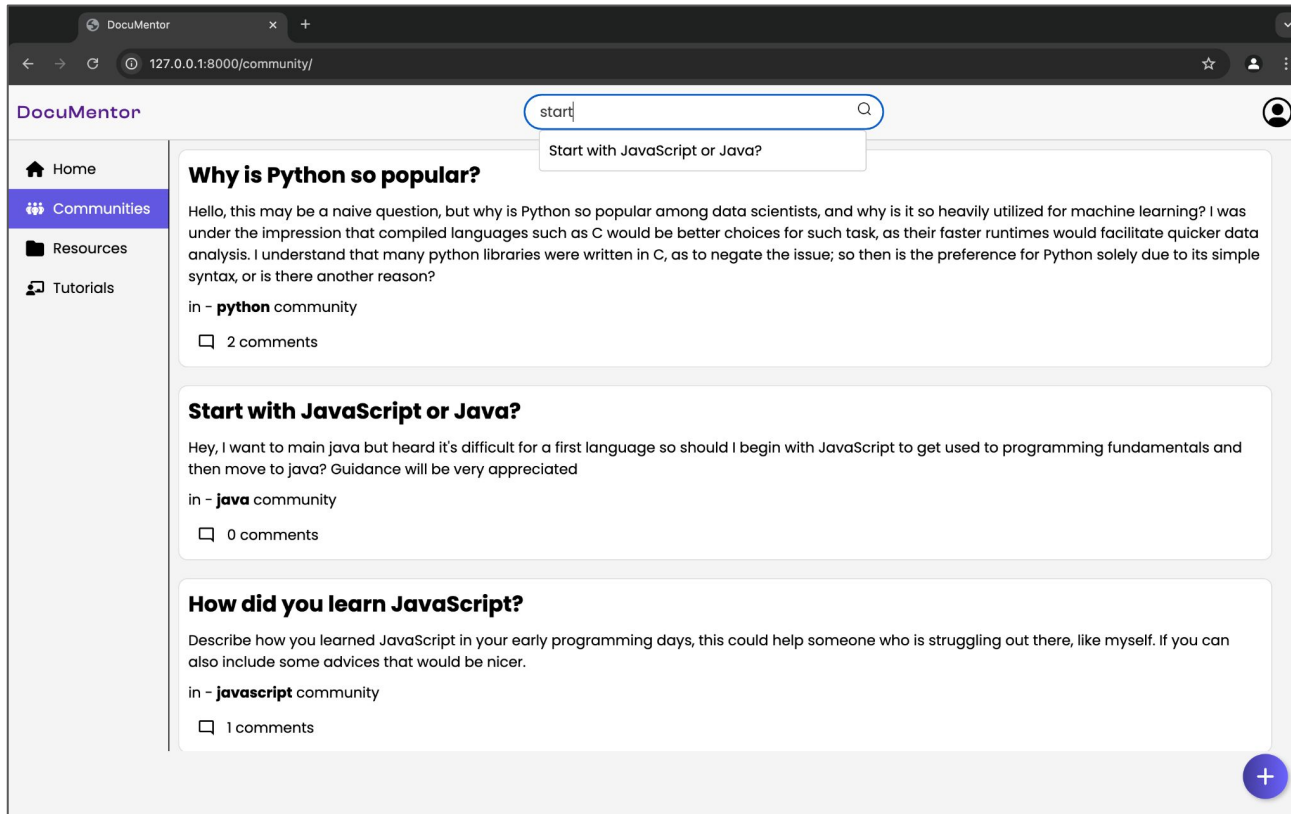 DocuMentor
127.0.0.1:8000/community/
DocuMentor
start
Start with JavaScript or Java?
Home
Communities
Resources
Tutorials
Why is Python so popular?
Hello, this may be a naive question, but why is Python so popular among data scientists, and why is it so heavily utilized for machine learning? I was
under the impression that compiled languages such as C would be better choices for such task, as their faster runtimes would facilitate quicker data
analysis. I understand that many python libraries were written in C, as to negate the issue; so then is the preference for Python solely due to its simple
syntax, or is there another reason?
in - python community
2 comments
Start with JavaScript or Java?
Hey, I want to main java but heard it's difficult for a first language so should I begin with JavaScript to get used to programming fundamentals and
then move to java? Guidance will be very appreciated
in - java community
0 comments
How did you learn JavaScript?
Describe how you learned JavaScript in your early programming days, this could help someone who is struggling out there, like myself. If you can
also include some advices that would be nicer.
in - javascript community
1 comments